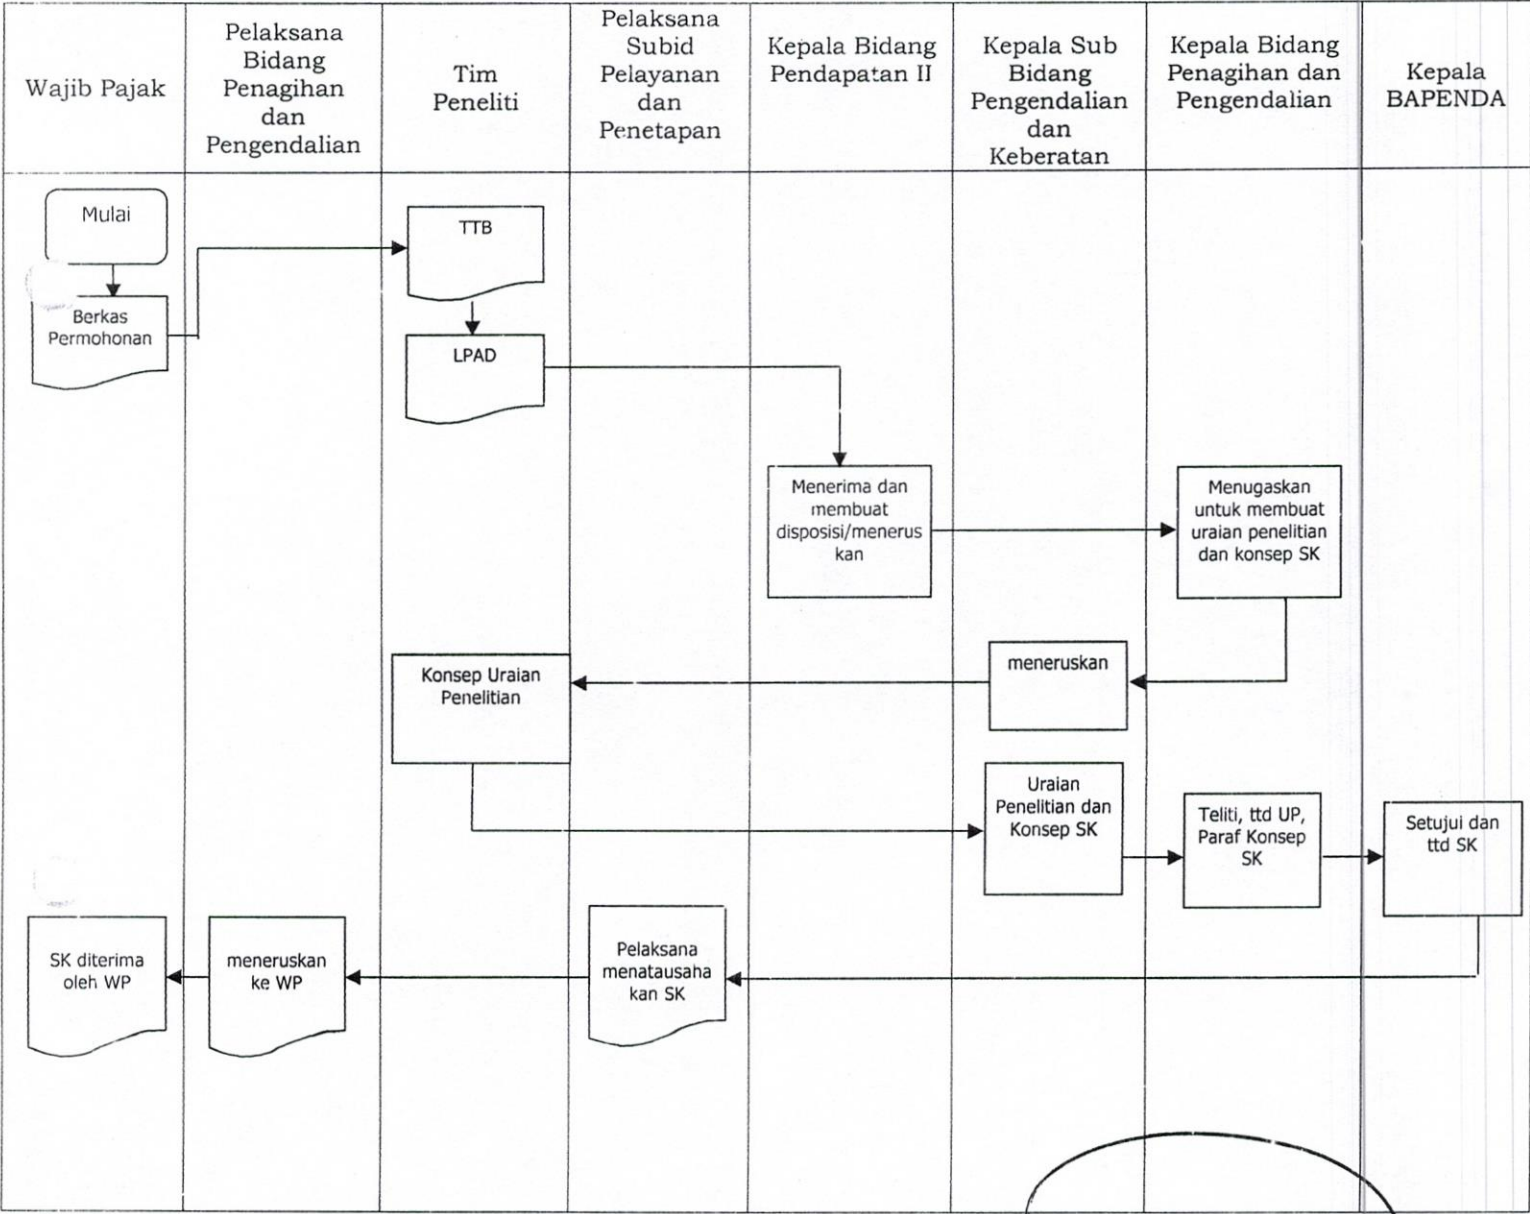 Wajib Pajak
Pelaksana
Bidang
Penagihan
dan
Pengendalian
Tim
Peneliti
Pelaksana
Subid
Pelayanan
dan
Penetapan
Kepala Bidang
Pendapatan II
Kepala Sub
Bidang
Pengendalian
dan
Keberatan
Kepala Bidang
Penagihan dan
Pengendalian
Kepala
BAPENDA
Mulai
TTB
Berkas
Permohonan
LPAD
Menerima dan
membuat
disposisi/menerus
kan
Menugaskan
untuk membuat
uraian penelitian
dan konsep SK
meneruskan
Konsep Uraian
Penelitian
Uraian
Penelitian dan
Konsep SK
Teliti, ttd UP,
Paraf Konsep
SK
Setujui dan
ttd SK
Pelaksana
menatausaha
kan SK
meneruskan
ke WP
SK diterima
oleh WP